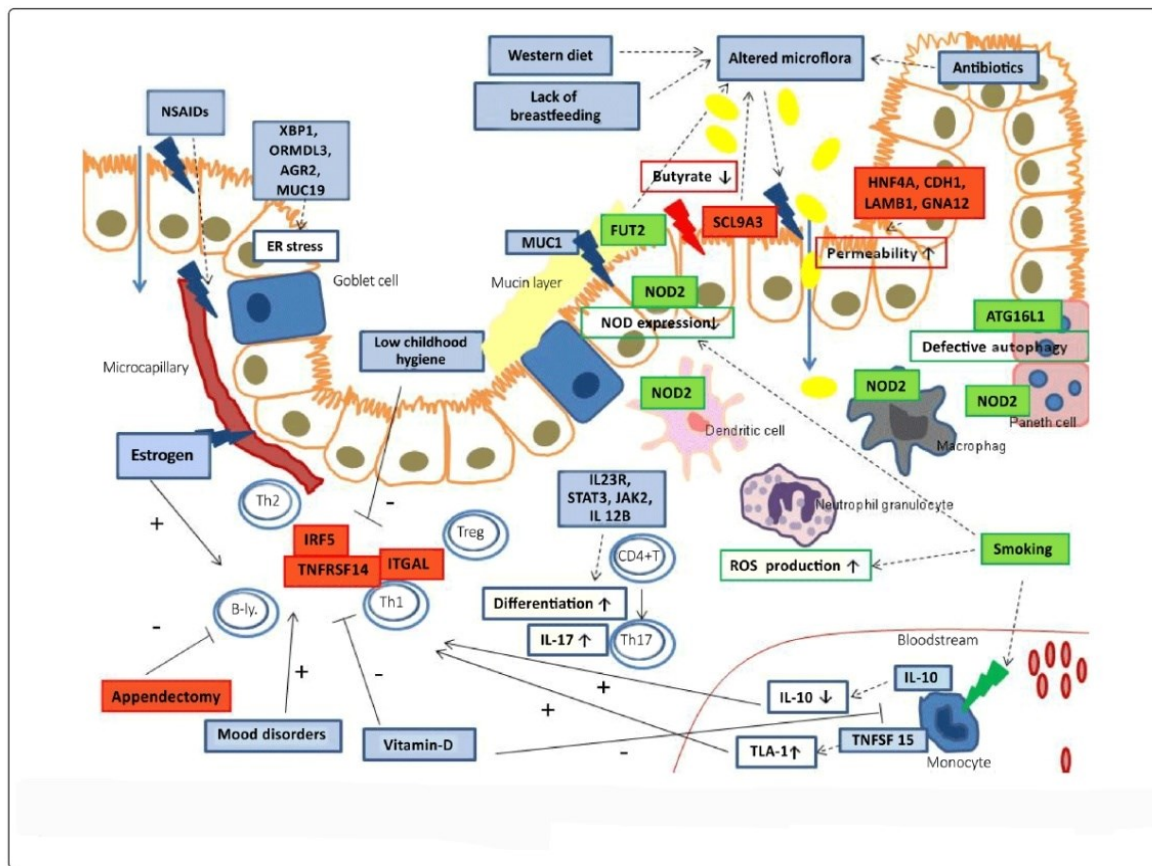 Western diet
Altered microflora
Antibiotics
Lack of
breastfeeding
NSAIDs
XBP1,
ORMDL3,
AGR2,
MUC19
Butyrate ↓
HNF4A, CDH1,
LAMB1, GNA12
SCL9A3
FUT2
MUC1
ER stress
Permeability ↑
Goblet cell
Mucin layer
NOD2
NOD expression↓
ATG16L1
Defective autophagy
Low childhood
hygiene
Microcapillary
NOD2
NOD2
NOD2
Dendritic cell
Paneth cell
Macrophag
Estrogen
Th2
IL23R,
STAT3, JAK2,
IL 12B
Neutrophil granulocyte
+
-
Treg
IRF5
TNFRSF14
ITGAL
CD4+T
ROS production ↑
Smoking
B-ly.
Th1
Differentiation ↑
IL-17 ↑
Th17
-
Bloodstream
+
-
+
Appendectomy
IL-10 ↓
IL-10
+
Mood disorders
Vitamin-D
-
TLA-1↑
TNFSF 15
Monocyte